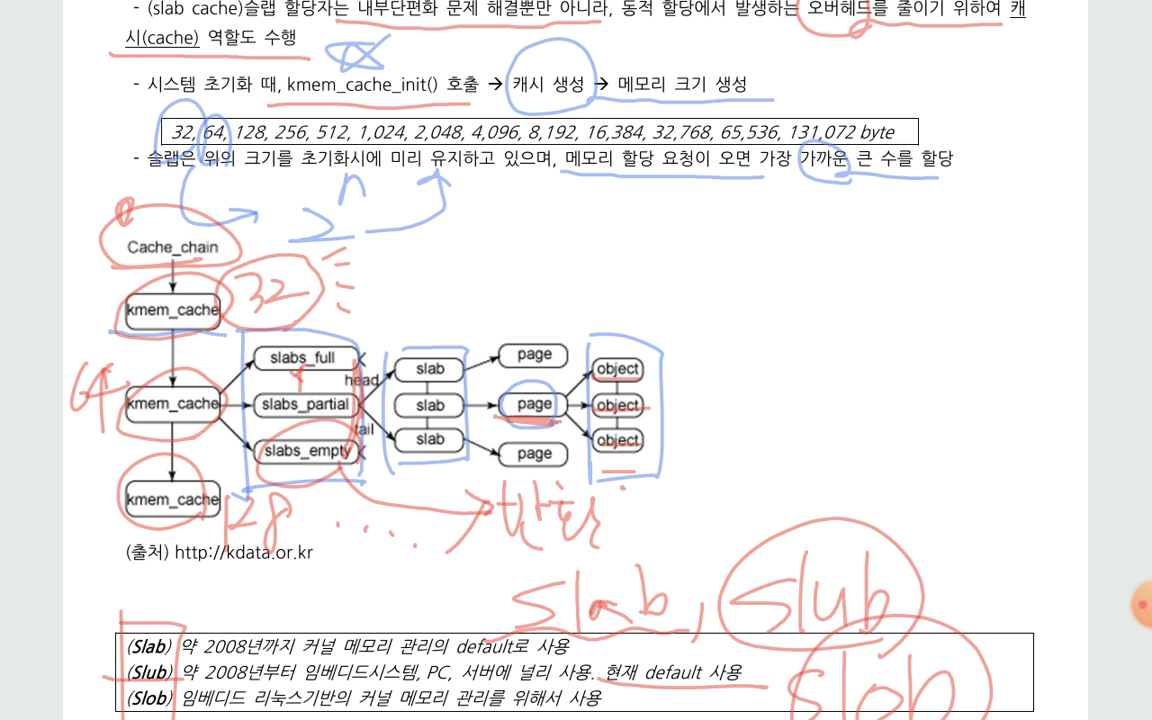 - (slab cache)슬랩 할당자는 내부단편화 문제 해결뿐만 아니라, 동적 할당에서 발생하는 오버헤드를 줄이기 위하여 캐
시(cache) 역할도 수행
- 시스템 초기화 때, kmem_cache_init() 호출 → 캐시 생성 → 메모리 크기 생성
32, 64, 128, 256, 512, 1,024, 2,048, 4,096, 8,192, 16,384, 32,768, 65,536, 131,072 byte
- 슬랩은 위의 크기를 초기화시에 미리 유지하고 있으며, 메모리 할당 요청이 오면 가장 가까운 큰 수를 할당
2 n
Cache_chain
kmem_cache 32
slabs_full
head
slab
page
object
64
kmem_cache
slabs_partial
slab
page
object
tail
slabs_empty
slab
page
object
kmem_cache 128 .....
반환
(출처) http://kdata.or.kr
slab, slub
slob
(Slab) 약 2008년까지 커널 메모리 관리의 default로 사용
(Slub) 약 2008년부터 임베디드시스템, PC, 서버에 널리 사용. 현재 default 사용
(Slob) 임베디드 리눅스기반의 커널 메모리 관리를 위해서 사용